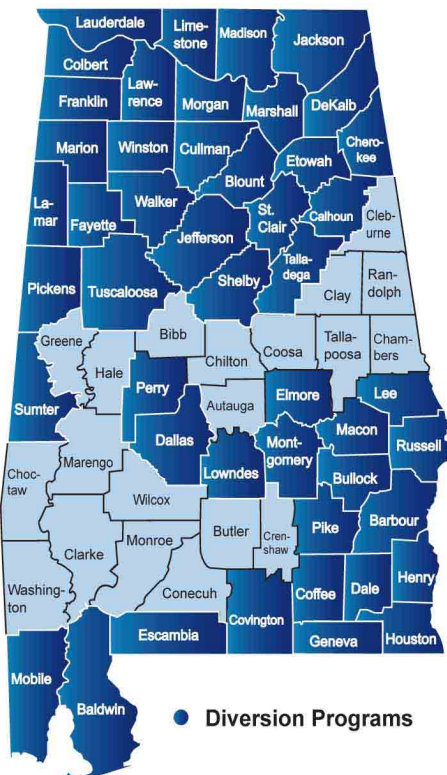 Lauderdale
Lime-
stone
Madison
Jackson
Colbert
Franklin
Law-
rence
Morgan
Marshall
DeKalb
Marion
Winston
Cullman
Etowah
Chero-
kee
La-
mar
Fayette
Walker
Blount
St.
Clair
Calhoun
Cleb-
urne
Jefferson
Talla-
dega
Pickens
Tuscaloosa
Shelby
Clay
Ran-
dolph
Greene
Hale
Bibb
Chilton
Coosa
Talla-
poosa
Cham-
bers
Sumter
Perry
Autauga
Elmore
Lee
Dallas
Macon
Russell
Choc-
taw
Marengo
Lowndes
Mont-
gomery
Bullock
Wilcox
Clarke
Monroe
Butler
Cren-
shaw
Pike
Barbour
Washing-
ton
Conecuh
Coffee
Dale
Henry
Escambia
Covington
Geneva
Houston
Mobile
Baldwin
Diversion Programs